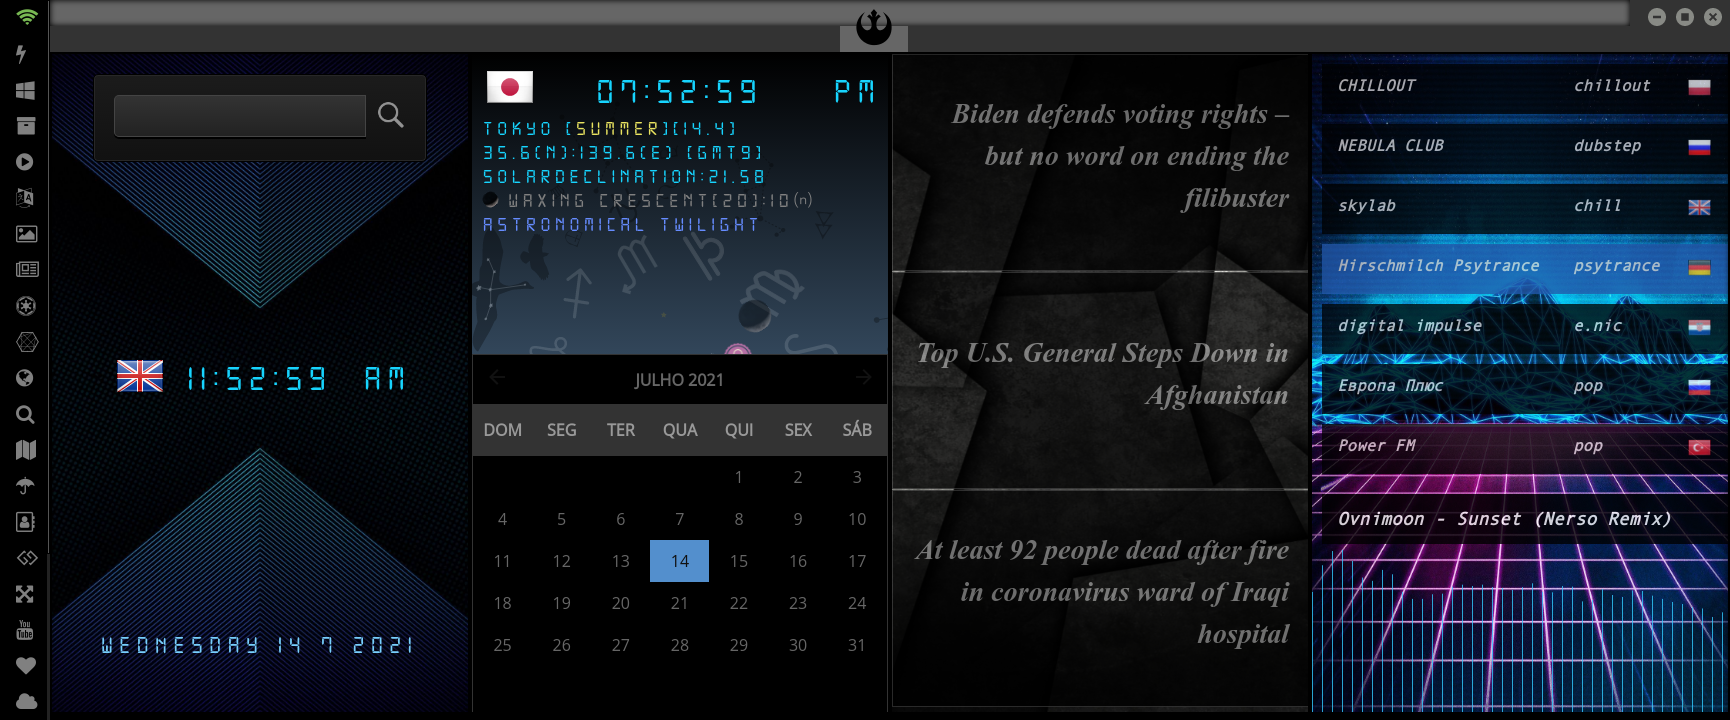 11:52:59 AM
WEDNESDAY 14 7 2021
07:52:59 PM
TOKYO [SUMMER][14.4]
35.6(N):139.6(E) [GMT9]
SOLARDECLINATION:21.58
WAXING CRESCENT[20]:10(n)
ASTRONOMICAL TWILIGHT
JULHO 2021
DOM SEG TER QUA QUI SEX SÁB
1 2 3
4 5 6 7 8 9 10
11 12 13 14 15 16 17
18 19 20 21 22 23 24
25 26 27 28 29 30 31
Biden defends voting rights –
but no word on ending the
filibuster
Top U.S. General Steps Down in
Afghanistan
At least 92 people dead after fire
in coronavirus ward of Iraqi
hospital
CHILLOUT chillout
NEBULA CLUB dubstep
skylab chill
Hirschmilch Psytrance psytrance
digital impulse e.nic
Европа Плюс pop
Power FM pop
Ovnimoon - Sunset (Nerso Remix)
You
Tube